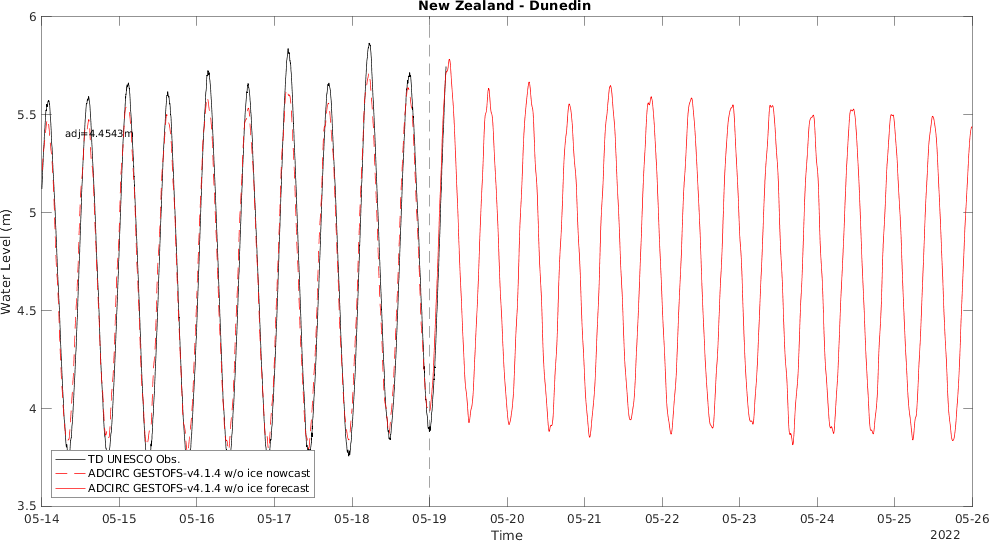 New Zealand - Dunedin
6
5.5
5
4.5
4
3.5
Water Level (m)
adj=4.4543m
TD UNESCO Obs.
ADCIRC GESTOFS-v4.1.4 w/o ice nowcast
ADCIRC GESTOFS-v4.1.4 w/o ice forecast
05-14 05-15 05-16 05-17 05-18 05-19 05-20 05-21 05-22 05-23 05-24 05-25 05-26
Time
2022